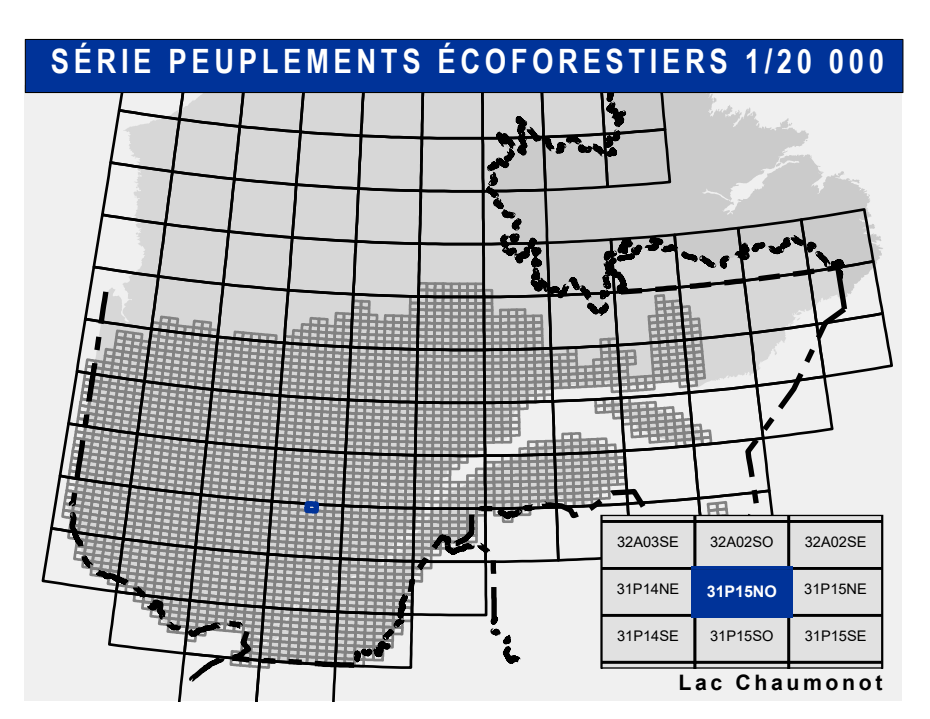 SÉRIE PEUPLEMENTS ÉCOFORESTIERS 1/20 000
32A03SE 32A02SO 32A02SE
31P14NE 31P15NO 31P15NE
31P14SE 31P15SO 31P15SE
Lac Chaumonot